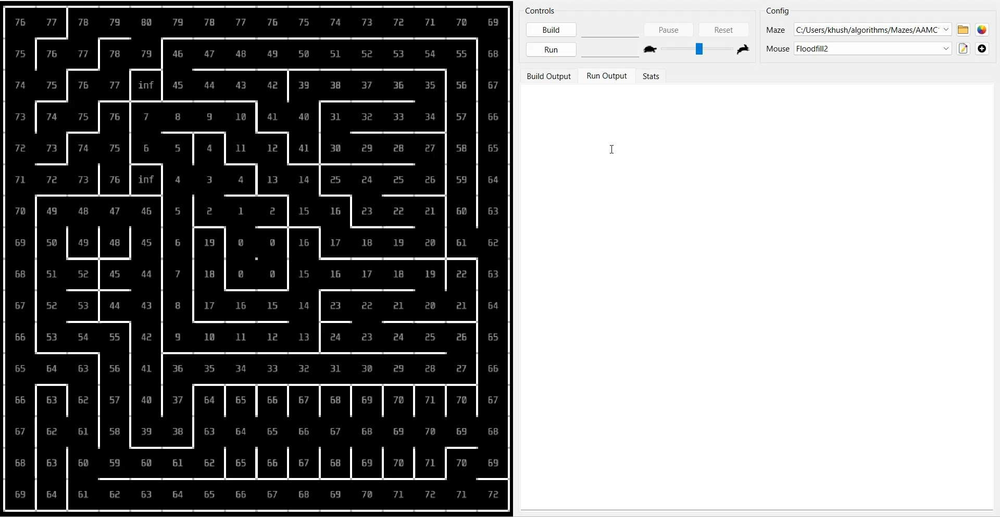 Controls
Config
Build
Pause
Reset
Maze
C:/Users/khush/algorithms/Mazes/AAMC
Run
Mouse
Floodfill2
Build Output
Run Output
Stats
76 77 78 79 80 79 78 77 76 75 74 73 72 71 70 69
75 76 77 78 79 46 47 48 49 50 51 52 53 54 55 68
74 75 76 77 inf 45 44 43 42 39 38 37 36 35 56 67
73 74 75 76 7 8 9 10 41 40 31 32 33 34 57 66
72 73 74 75 6 5 4 11 12 41 30 29 28 27 58 65
71 72 73 76 inf 4 3 4 13 14 25 24 25 26 59 64
70 49 48 47 46 5 2 1 2 15 16 23 22 21 60 63
69 50 49 48 45 6 19 0 0 16 17 18 19 20 61 62
68 51 52 45 44 7 18 0 0 15 16 17 18 19 22 63
67 52 53 44 43 8 17 16 15 14 23 22 21 20 21 64
66 53 54 55 42 9 10 11 12 13 24 23 24 25 26 65
65 64 63 56 41 36 35 34 33 32 31 30 29 28 27 66
66 63 62 57 40 37 64 65 66 67 68 69 70 71 70 67
67 62 61 58 39 38 63 64 65 66 67 68 69 70 69 68
68 63 60 59 60 61 62 65 66 67 68 69 70 71 70 69
69 64 61 62 63 64 65 66 67 68 69 70 71 72 71 72